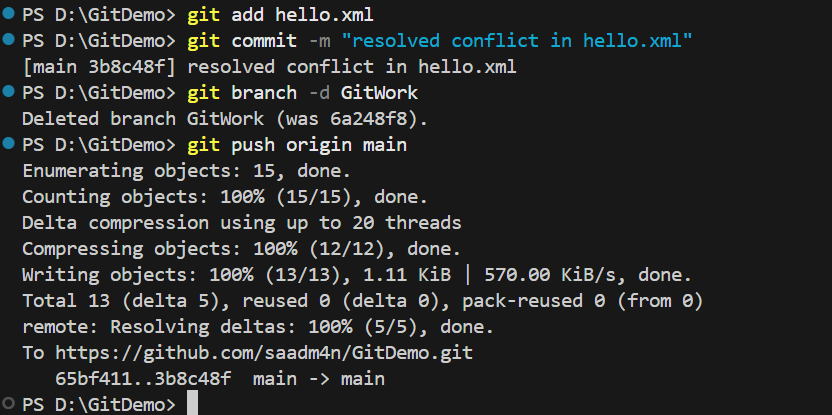 PS D:\GitDemo> git add hello.xml
PS D:\GitDemo> git commit -m "resolved conflict in hello.xml"
[main 3b8c48f] resolved conflict in hello.xml
PS D:\GitDemo> git branch -d GitWork
Deleted branch GitWork (was 6a248f8).
PS D:\GitDemo> git push origin main
Enumerating objects: 15, done.
Counting objects: 100% (15/15), done.
Delta compression using up to 20 threads
Compressing objects: 100% (12/12), done.
Writing objects: 100% (13/13), 1.11 KiB | 570.00 KiB/s, done.
Total 13 (delta 5), reused 0 (delta 0), pack-reused 0 (from 0)
remote: Resolving deltas: 100% (5/5), done.
To https://github.com/saadm4n/GitDemo.git
   65bf411..3b8c48f  main -> main
PS D:\GitDemo>